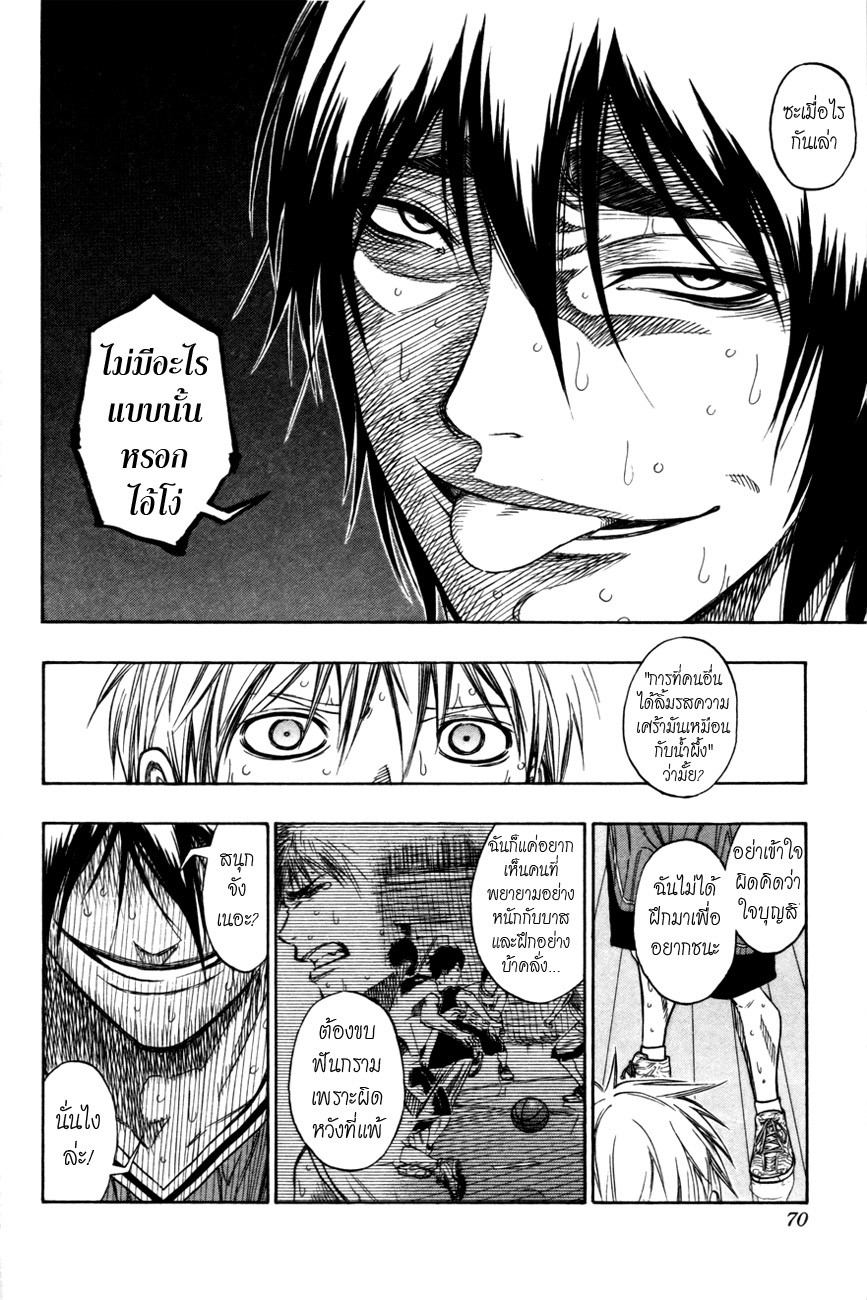 ซะเมื่อไร
กันเล่า
ไม่มีอะไร
แบบนั้น
หรอก
ไอ้โง่
"การที่คนอื่น
ได้ลิ้มรสความ
เศร้ามันเหมือน
กับน้ำผึ้ง"
ว่ามั้ย?
อย่าเข้าใจ
ผิดคิดว่า
ใจบุญสิ
ฉันไม่ได้
ฝึกมาเพื่อ
อยากชนะ
ฉันก็แค่อยาก
เห็นคนที่
พยายามอย่าง
หนักกับบาส
และฝึกอย่าง
บ้าคลั่ง...
ต้องขบ
ฟันกราม
เพราะผิด
หวังที่แพ้
สนุก
จัง
เนอะ?
นั่นไง
ล่ะ!
70